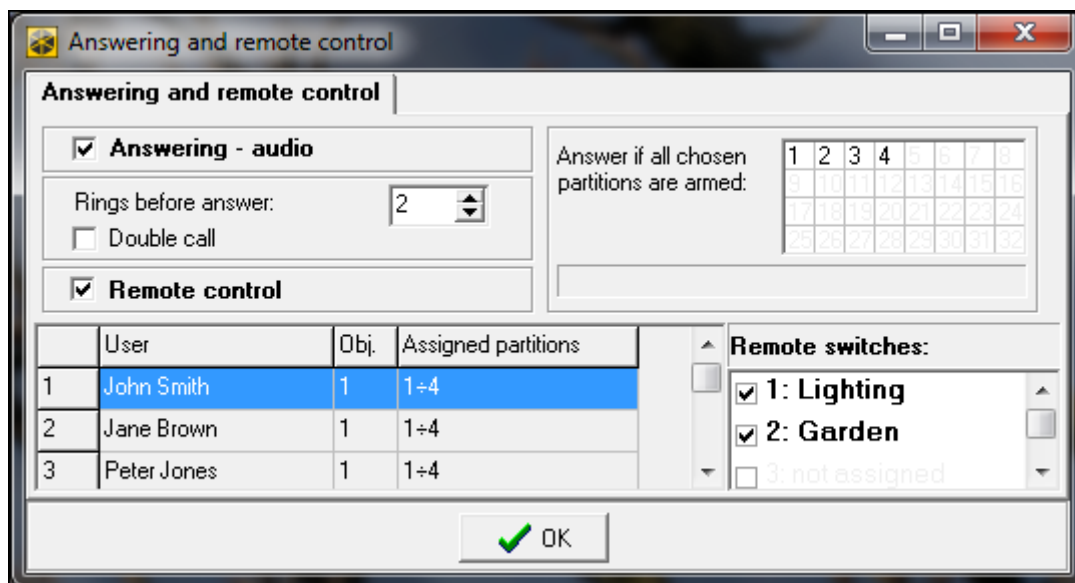 Answering and remote control
Answering and remote control
Answering - audio
Rings before answer: 2
Double call
Remote control
Answer if all chosen
partitions are armed:
1 2 3 4 5 6 7 8
9 10 11 12 13 14 15 16
17 18 19 20 21 22 23 24
25 26 27 28 29 30 31 32
User Obj. Assigned partitions
1 John Smith 1 1÷4
2 Jane Brown 1 1÷4
3 Peter Jones 1 1÷4
Remote switches:
1: Lighting
2: Garden
3: not assigned
OK